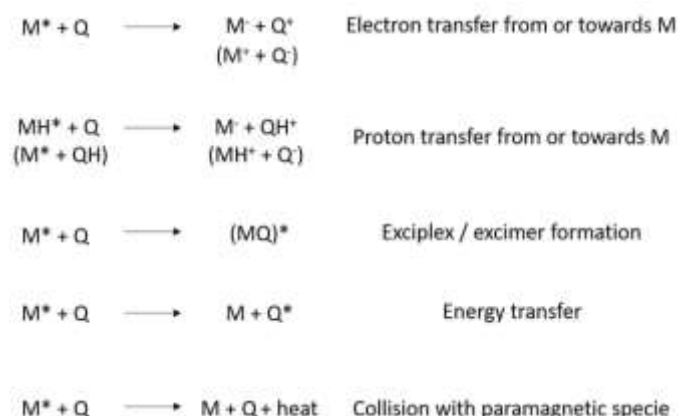 M* + Q ⟶ M⁻ + Q⁺ Electron transfer from or towards M
(M⁺ + Q⁻)
MH* + Q ⟶ M⁻ + QH⁺ Proton transfer from or towards M
(M* + QH) (MH⁺ + Q⁻)
M* + Q ⟶ (MQ)* Exciplex / excimer formation
M* + Q ⟶ M + Q* Energy transfer
M* + Q ⟶ M + Q + heat Collision with paramagnetic specie